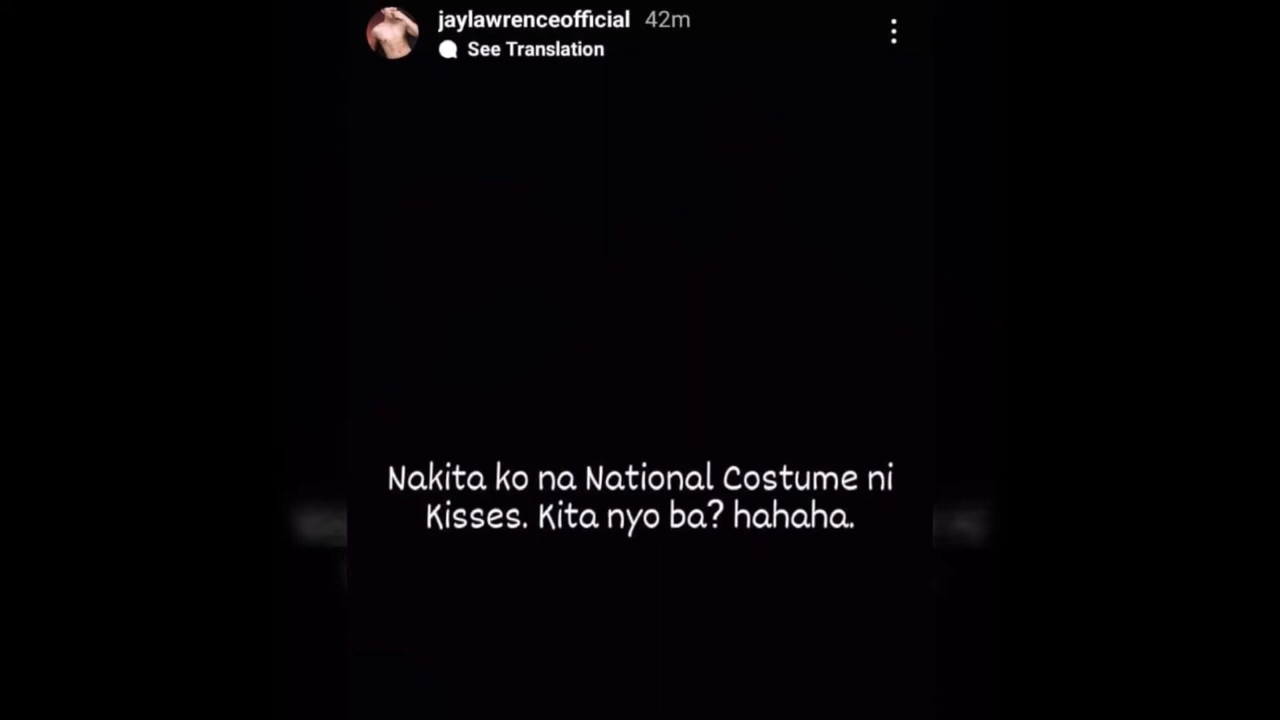 jaylawrenceofficial 42m
See Translation
Nakita ko na National Costume ni
Kisses. Kita nyo ba? hahaha.